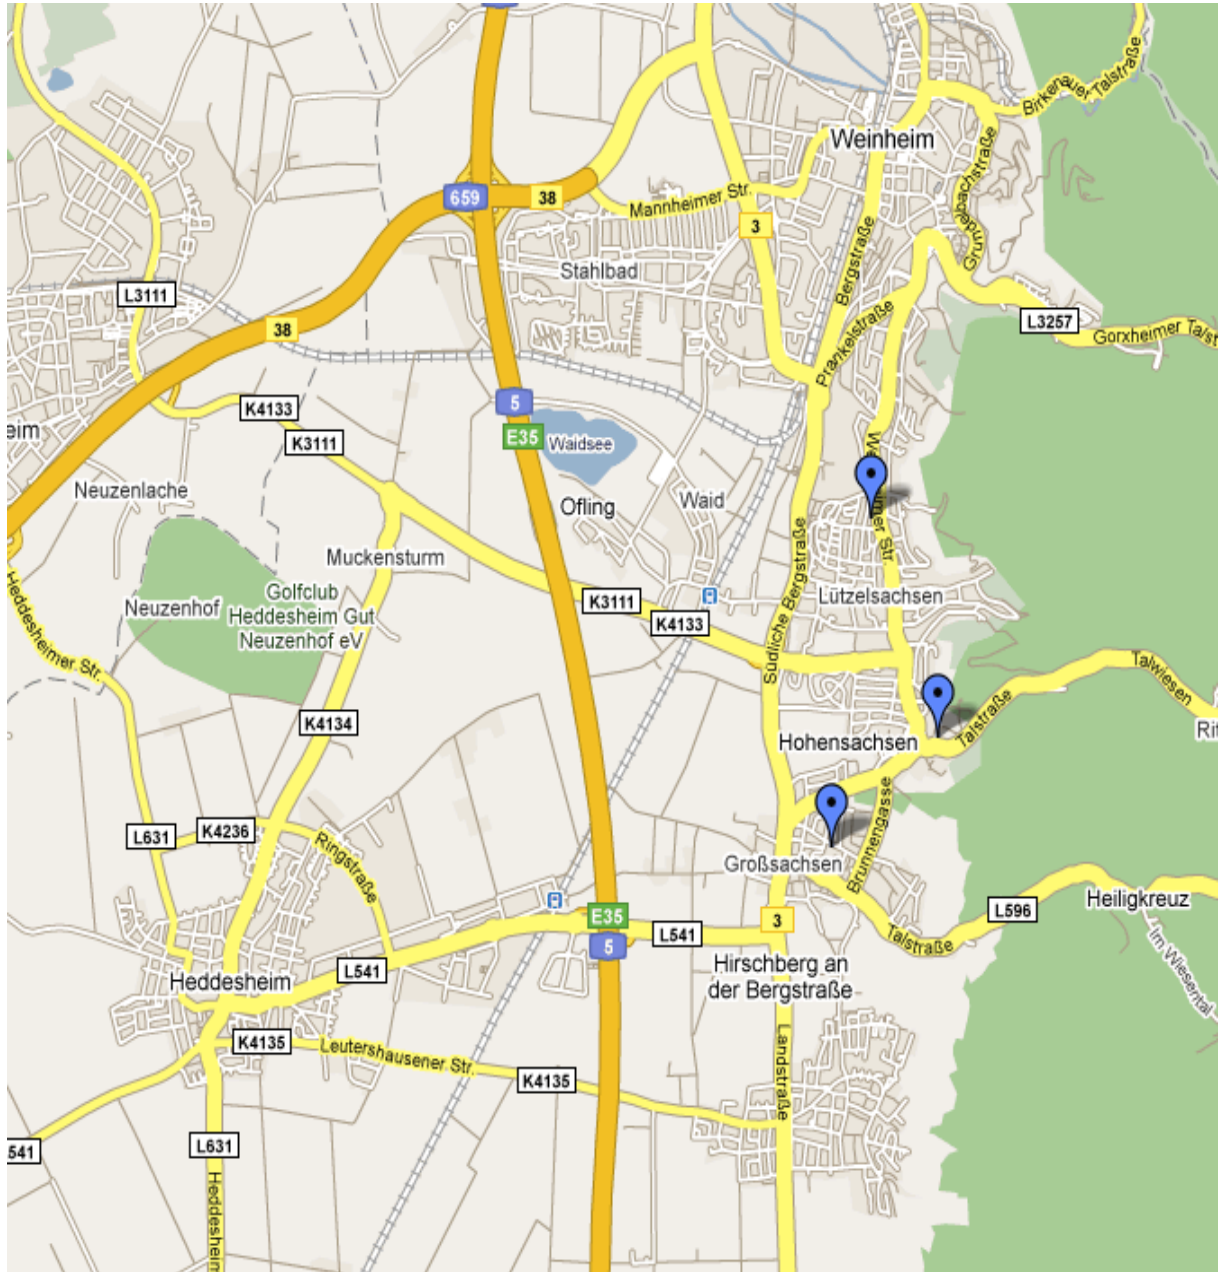 Birkenauer Talstraße
Weinheim
659
38
Mannheimer Str.
3
Grundelbachstraße
Bergstraße
Stahlbad
L3111
38
L3257
Gorxheimer Talst
Prankelstraße
K4133
5
E35
Waidsee
eim
K3111
Neuzenlache
Ofling
Waid
Muckensturm
Südliche Bergstraße
Golfclub
Heddesheim Gut
Neuzenhof eV
Neuzenhof
K3111
K4133
Lützelsachsen
Heddesheimer Str.
Talwiesen
K4134
Talstraße
Hohensachsen
L631
K4236
Ringstraße
Großsachsen
Brunnengasse
Heiligkreuz
L596
E35
5
L541
3
Talstraße
Im Wiesental
L541
Heddesheim
Hirschberg an
der Bergstraße
K4135
Leutershausener Str.
K4135
Landstraße
541
L631
Heddesheim